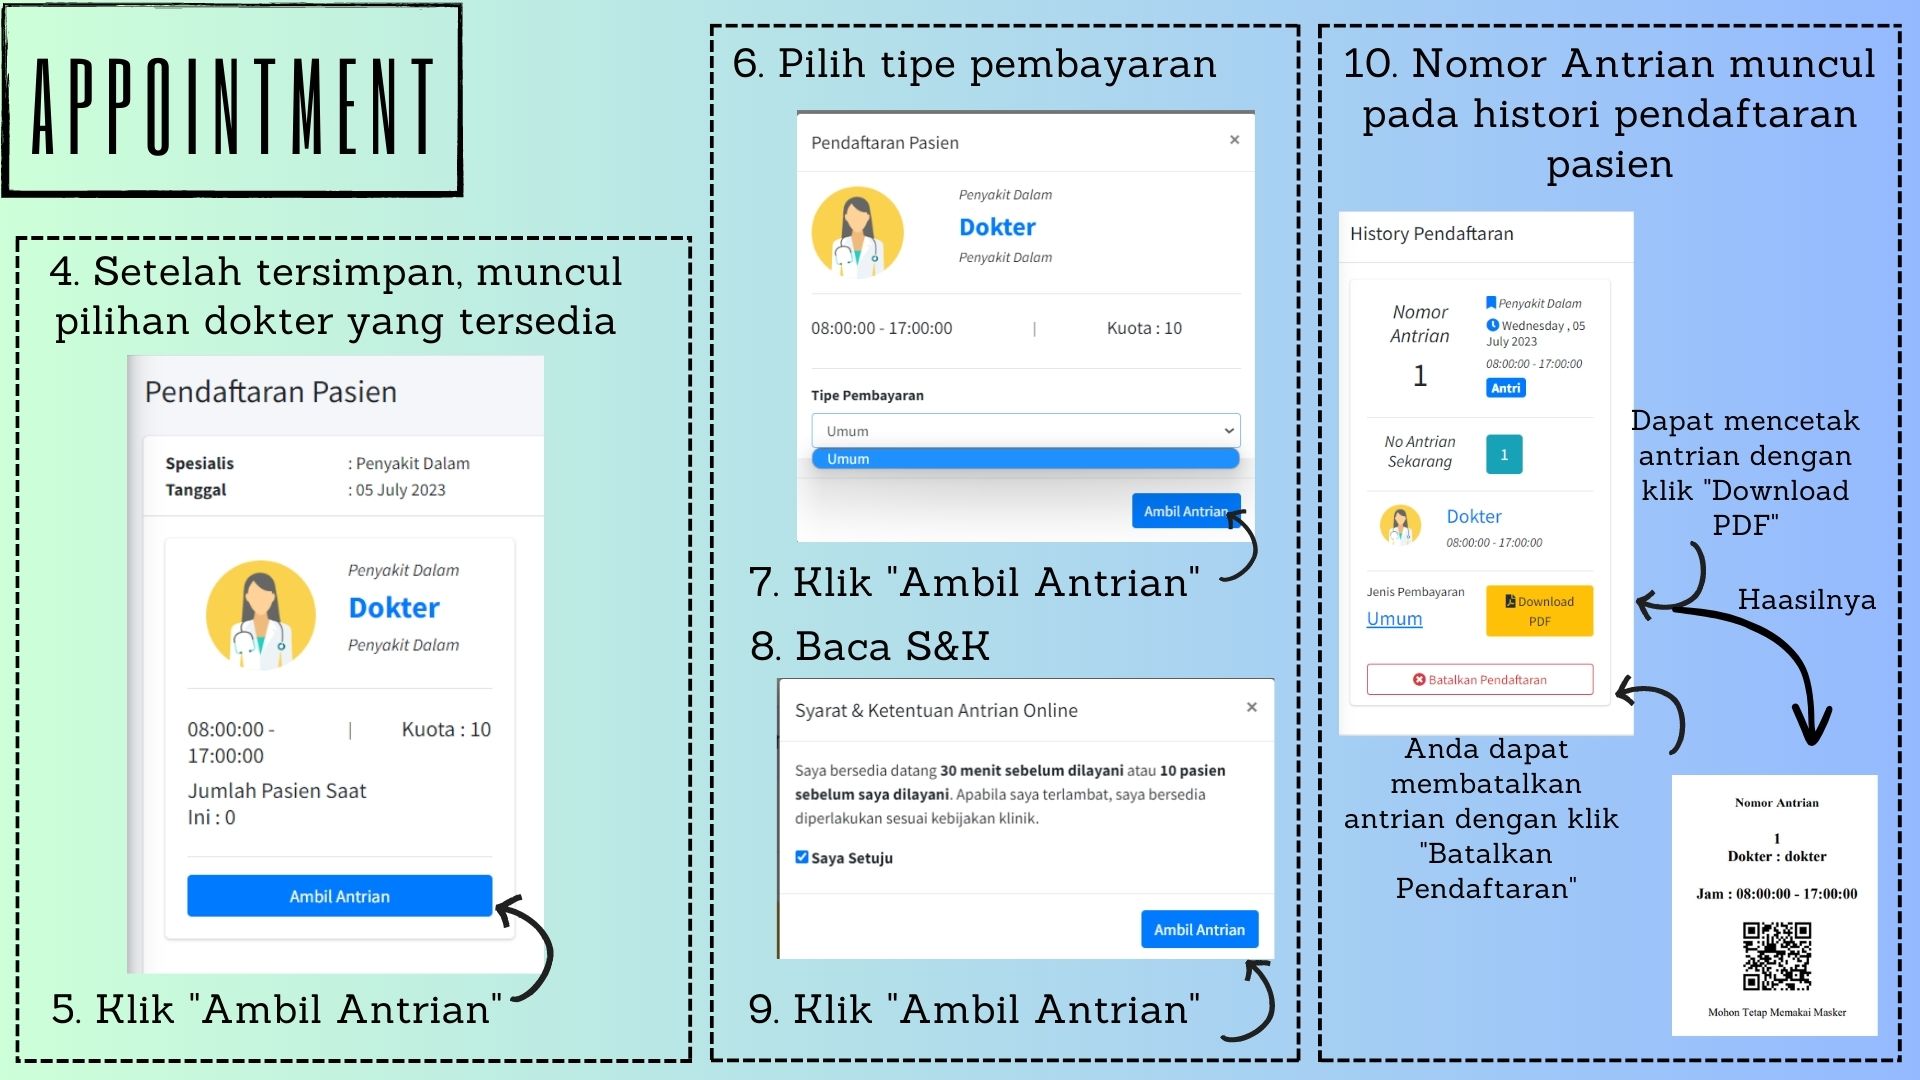 APPOINTMENT
4. Setelah tersimpan, muncul
pilihan dokter yang tersedia
Pendaftaran Pasien
Spesialis : Penyakit Dalam
Tanggal : 05 July 2023
Penyakit Dalam
Dokter
Penyakit Dalam
08:00:00 - | Kuota : 10
17:00:00
Jumlah Pasien Saat
Ini : 0
Ambil Antrian
5. Klik "Ambil Antrian"
6. Pilih tipe pembayaran
Pendaftaran Pasien ×
Penyakit Dalam
Dokter
Penyakit Dalam
08:00:00 - 17:00:00 | Kuota : 10
Tipe Pembayaran
Umum
Umum
Ambil Antrian
7. Klik "Ambil Antrian"
8. Baca S&K
Syarat & Ketentuan Antrian Online ×
Saya bersedia datang 30 menit sebelum dilayani atau 10 pasien
sebelum saya dilayani. Apabila saya terlambat, saya bersedia
diperlakukan sesuai kebijakan klinik.
Saya Setuju
Ambil Antrian
9. Klik "Ambil Antrian"
10. Nomor Antrian muncul
pada histori pendaftaran
pasien
History Pendaftaran
Nomor
Antrian
1
Penyakit Dalam
Wednesday , 05
July 2023
08:00:00 - 17:00:00
Antri
No Antrian
Sekarang
1
Dokter
08:00:00 - 17:00:00
Jenis Pembayaran
Umum
Download
PDF
Batalkan Pendaftaran
Dapat mencetak
antrian dengan
klik "Download
PDF"
Haasilnya
Anda dapat
membatalkan
antrian dengan klik
"Batalkan
Pendaftaran"
Nomor Antrian
1
Dokter : dokter
Jam : 08:00:00 - 17:00:00
Mohon Tetap Memakai Masker